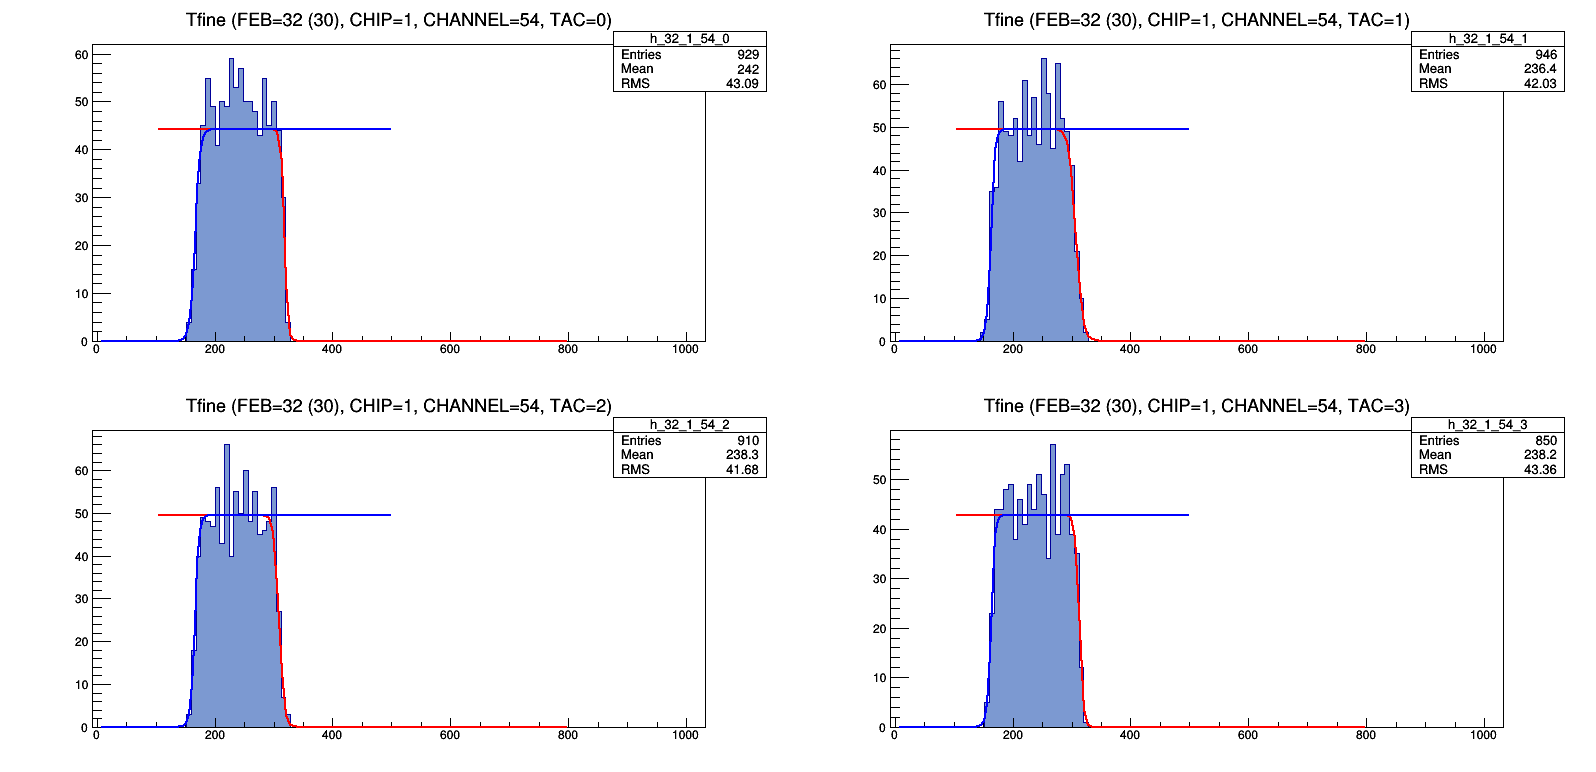 Tfine (FEB=32 (30), CHIP=1, CHANNEL=54, TAC=0)
h_32_1_54_0
Entries 929
Mean 242
RMS 43.09
60
50
40
30
20
10
0
0 200 400 600 800 1000
Tfine (FEB=32 (30), CHIP=1, CHANNEL=54, TAC=1)
h_32_1_54_1
Entries 946
Mean 236.4
RMS 42.03
60
50
40
30
20
10
0
0 200 400 600 800 1000
Tfine (FEB=32 (30), CHIP=1, CHANNEL=54, TAC=2)
h_32_1_54_2
Entries 910
Mean 238.3
RMS 41.68
60
50
40
30
20
10
0
0 200 400 600 800 1000
Tfine (FEB=32 (30), CHIP=1, CHANNEL=54, TAC=3)
h_32_1_54_3
Entries 850
Mean 238.2
RMS 43.36
50
40
30
20
10
0
0 200 400 600 800 1000